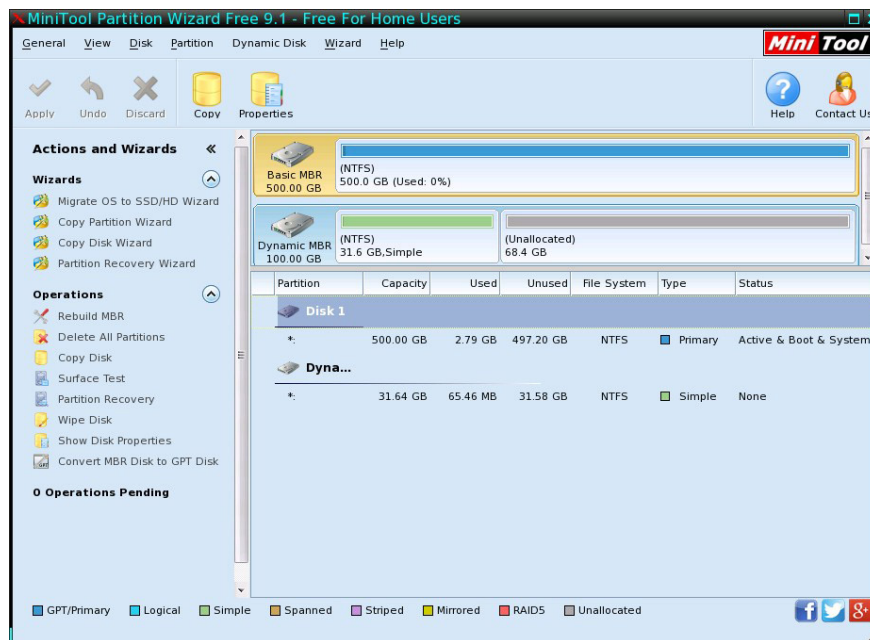 MiniTool Partition Wizard Free 9.1 - Free For Home Users
General View Disk Partition Dynamic Disk Wizard Help
Mini Tool
Apply Undo Discard Copy Properties Help Contact Us
Actions and Wizards «
Wizards
Migrate OS to SSD/HD Wizard
Copy Partition Wizard
Copy Disk Wizard
Partition Recovery Wizard
Operations
Rebuild MBR
Delete All Partitions
Copy Disk
Surface Test
Partition Recovery
Wipe Disk
Show Disk Properties
Convert MBR Disk to GPT Disk
0 Operations Pending
Basic MBR
500.00 GB
(NTFS)
500.0 GB (Used: 0%)
Dynamic MBR
100.00 GB
(NTFS)
31.6 GB,Simple
(Unallocated)
68.4 GB
Partition Capacity Used Unused File System Type Status
Disk 1
*: 500.00 GB 2.79 GB 497.20 GB NTFS Primary Active & Boot & System
Dyna...
*: 31.64 GB 65.46 MB 31.58 GB NTFS Simple None
GPT/Primary Logical Simple Spanned Striped Mirrored RAID5 Unallocated